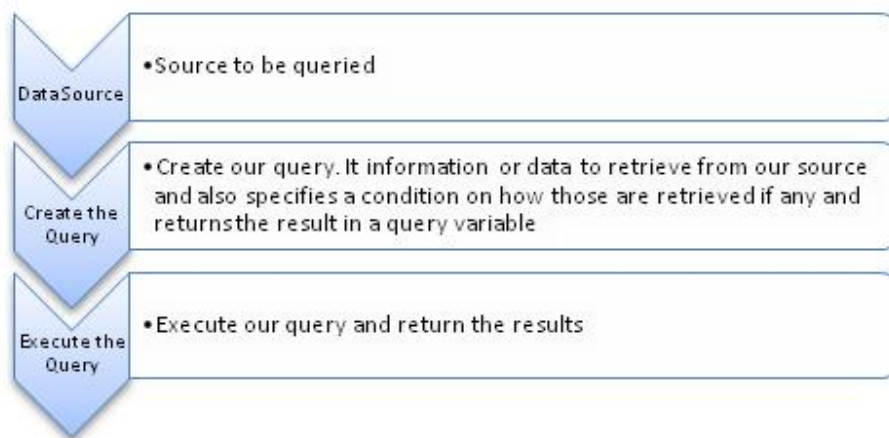 DataSource
•Source to be queried
Create the
Query
•Create our query. It information or data to retrieve from our source
and also specifies a condition on how those are retrieved if any and
returns the result in a query variable
Execute the
Query
•Execute our query and return the results